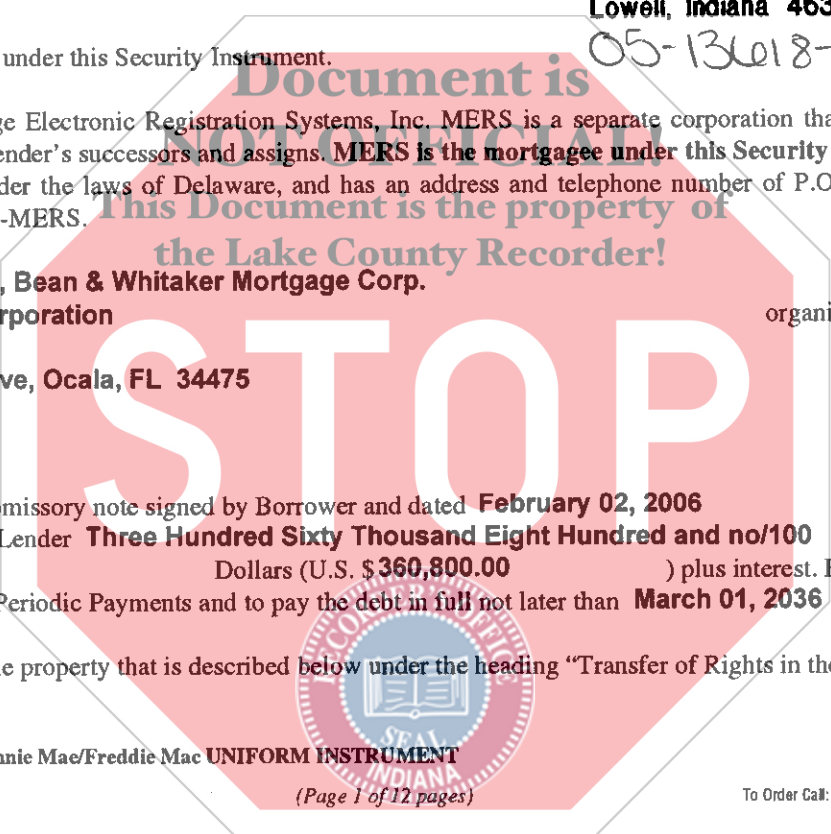 Lowell, Indiana 463
05-13618-
under this Security Instrument.
Document is
ge Electronic Registration Systems, Inc. MERS is a separate corporation tha
NOT OFFICIAL!
ender's successors and assigns. MERS is the mortgagee under this Security
der the laws of Delaware, and has an address and telephone number of P.O
This Document is the property of
-MERS.
the Lake County Recorder!
, Bean & Whitaker Mortgage Corp.
rporation organi
STOP
ve, Ocala, FL 34475
omissory note signed by Borrower and dated February 02, 2006
Lender Three Hundred Sixty Thousand Eight Hundred and no/100
Dollars (U.S. $ 360,800.00 ) plus interest.
Periodic Payments and to pay the debt in full not later than March 01, 2036
RECORDER'S OFFICE
e property that is described below under the heading “Transfer of Rights in the
SEAL
nnie Mae/Freddie Mac UNIFORM INSTRUMENT
INDIANA
(Page 1 of 12 pages) To Order Call: